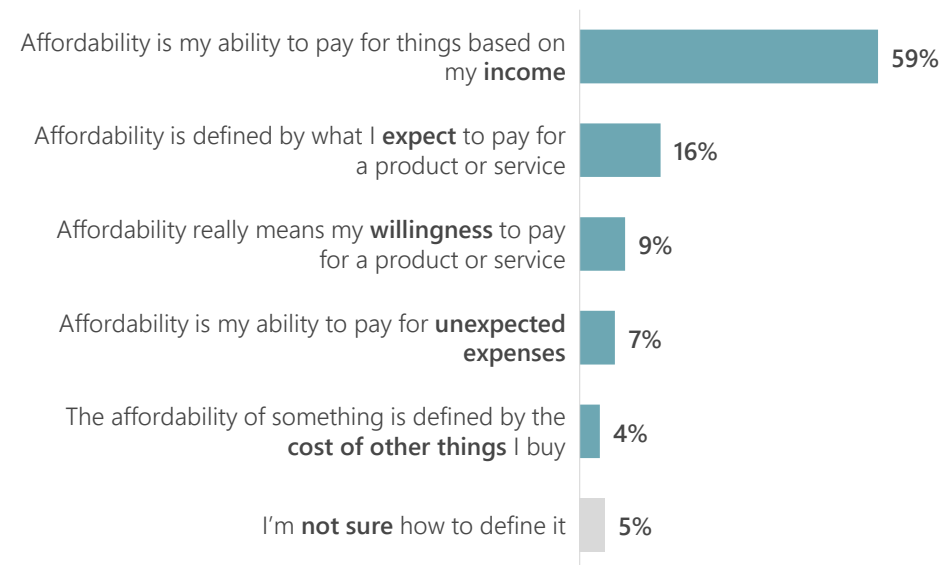 Affordability is my ability to pay for things based on
my income
59%
Affordability is defined by what I expect to pay for
a product or service
16%
Affordability really means my willingness to pay
for a product or service
9%
Affordability is my ability to pay for unexpected
expenses
7%
The affordability of something is defined by the
cost of other things I buy
4%
I’m not sure how to define it
5%